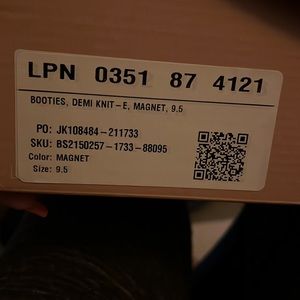 LPN 0351 87 4121
BOOTIES, DEMI KNIT-E, MAGNET, 9.5
PO: JK108484-211733
SKU: BS2150257-1733-88095
Color: MAGNET
Size: 9.5